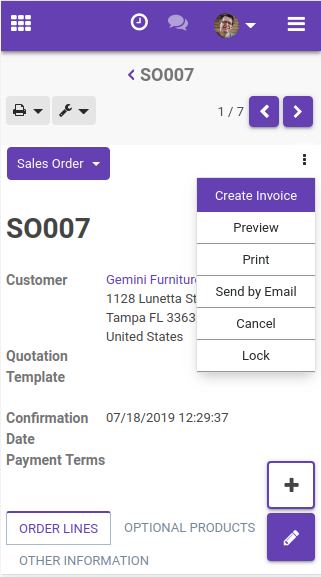 SO007
1 / 7
Sales Order
Create Invoice
Preview
Print
Send by Email
Cancel
Lock
SO007
Customer
Gemini Furniture
1128 Lunetta St
Tampa FL 3363
United States
Quotation
Template
Confirmation
Date
07/18/2019 12:29:37
Payment Terms
ORDER LINES
OPTIONAL PRODUCTS
OTHER INFORMATION